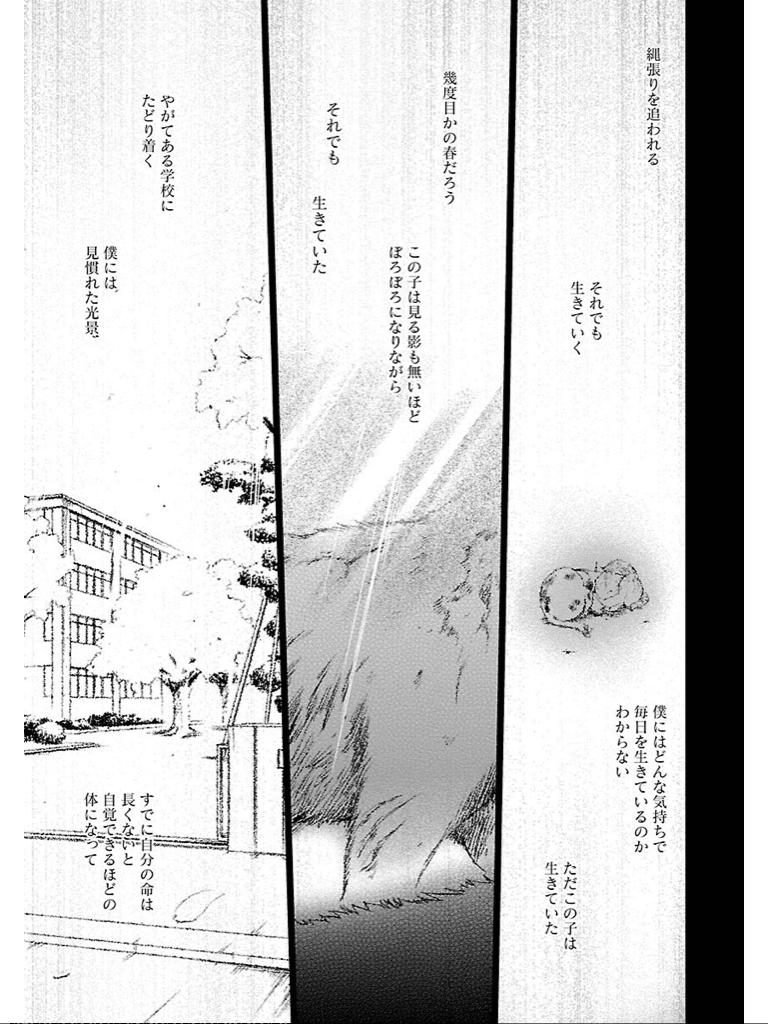 縄張りを追われる
それでも
生きていく
僕にはどんな気持ちで
毎日を生きているのか
わからない
ただこの子は
生きていた
幾度目かの春だろう
この子は見る影も無いほど
ぼろぼろになりながら
それでも
生きていた
やがてある学校に
たどり着く
僕には、
見慣れた光景、
すでに自分の命は
長くないと
自覚できるほどの
体になって